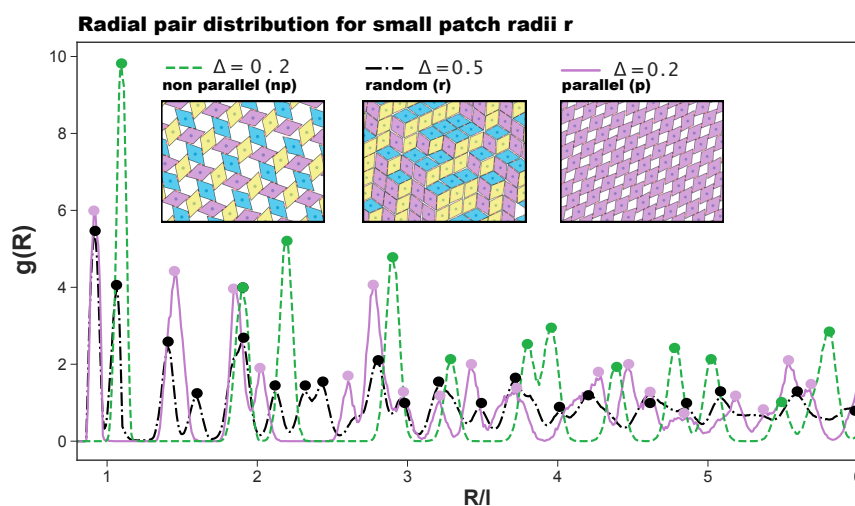 Radial pair distribution for small patch radii r
Δ=0.2
non parallel (np)
Δ=0.5
random (r)
Δ=0.2
parallel (p)
g(R)
10
8
6
4
2
0
1
2
3
4
5
R/l